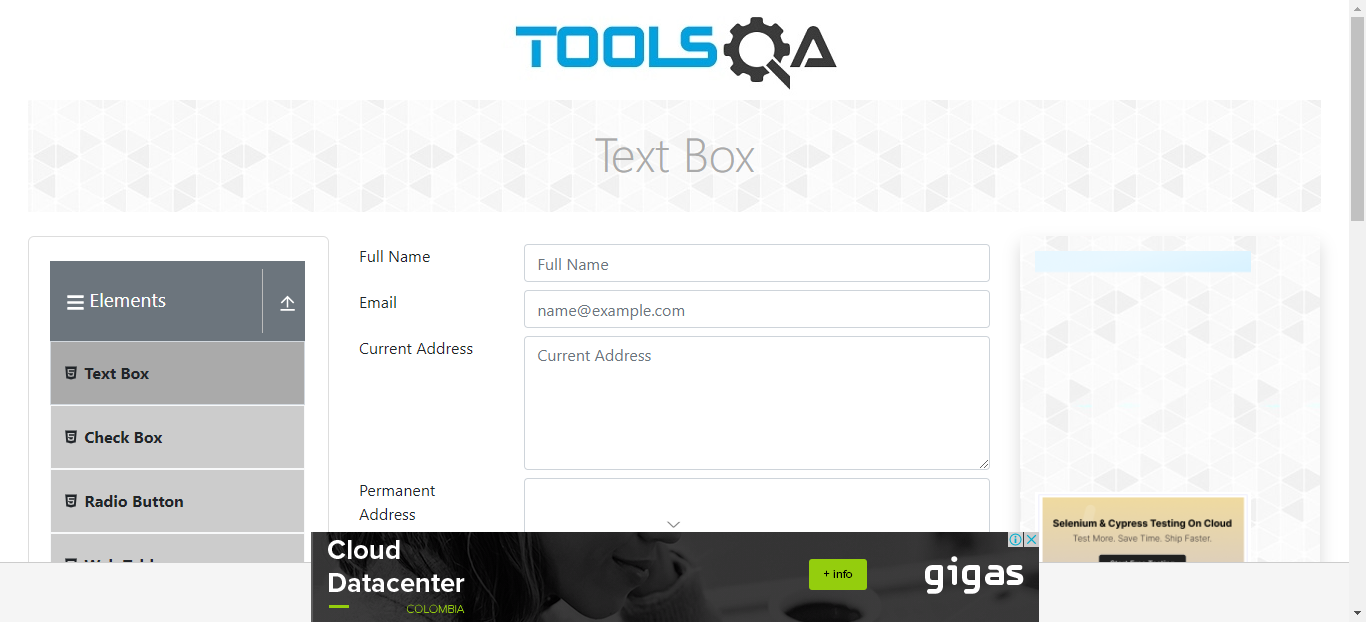 TOOLSQA
Text Box
Elements
Text Box
Check Box
Radio Button
Full Name
Full Name
Email
name@example.com
Current Address
Current Address
Permanent
Address
Selenium & Cypress Testing On Cloud
Test More. Save Time. Ship Faster.
Cloud
Datacenter
COLOMBIA
+ info
gigas